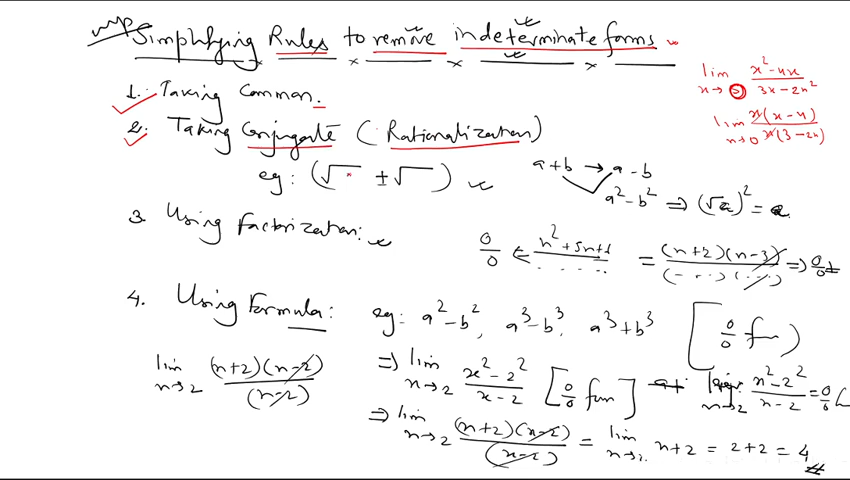 Simplifying Rules to remove indeterminate forms
lim x→0 x²-4x / 3x-2x²
1. Taking Common.
lim x→0 x(x-4) / x(3-2x)
2. Taking Conjugate (Rationalization)
eg: (√ ± √ )
a+b → a-b
a²-b² ⇒ (√a)² = a
3. Using Factorization:
0/0 ← x²+5x+1 / ..... = (x+2)(x-3) / (...)(...) ⇒ 0/0
4. Using Formula: eg: a²-b², a³-b³, a³+b³ [0/0 form)
lim x→2 (x+2)(x-2) / (x-2) ⇒ lim x→2 x²-2² / x-2 [0/0 form] lim x→2 x²-2² / x-2 = 0/0
⇒ lim x→2 (x+2)(x-2) / (x-2) = lim x→2 x+2 = 2+2 = 4